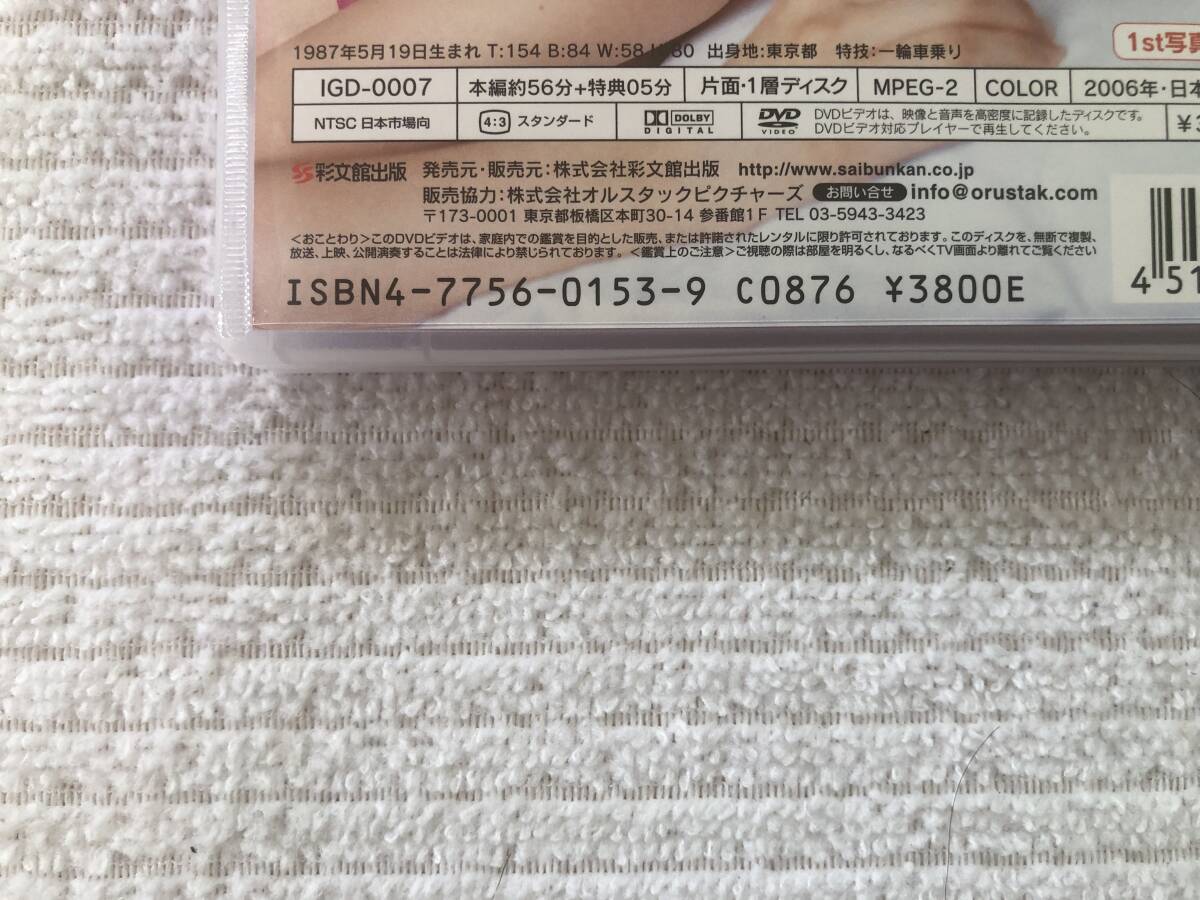 1987年5月19日生まれ T:154 B:84 W:58 H:80 出身地:東京都 特技:一輪車乗り
1st写真
IGD-0007 本編約56分+特典05分 片面・1層ディスク MPEG-2 COLOR 2006年・日本
NTSC 日本市場向 4:3 スタンダード DOLBY DIGITAL DVD VIDEO DVDビデオは、映像と音声を高密度に記録したディスクです。
DVDビデオ対応プレイヤーで再生してください。
彩文館出版 発売元・販売元:株式会社彩文館出版 http://www.saibunkan.co.jp
販売協力:株式会社オルスタックピクチャーズ お問い合せ info@orustak.com
〒173-0001 東京都板橋区本町30-14 参番館1F TEL 03-5943-3423
<おことわり>このDVDビデオは、家庭内での鑑賞を目的とした販売、または許諾されたレンタルに限り許可されております。このディスクを、無断で複製、
放送、上映、公開演奏することは法律により禁じられております。<鑑賞上のご注意>ご視聴の際は部屋を明るくし、なるべくTV画面より離れてご覧ください
ISBN4-7756-0153-9 C0876 ¥3800E
451